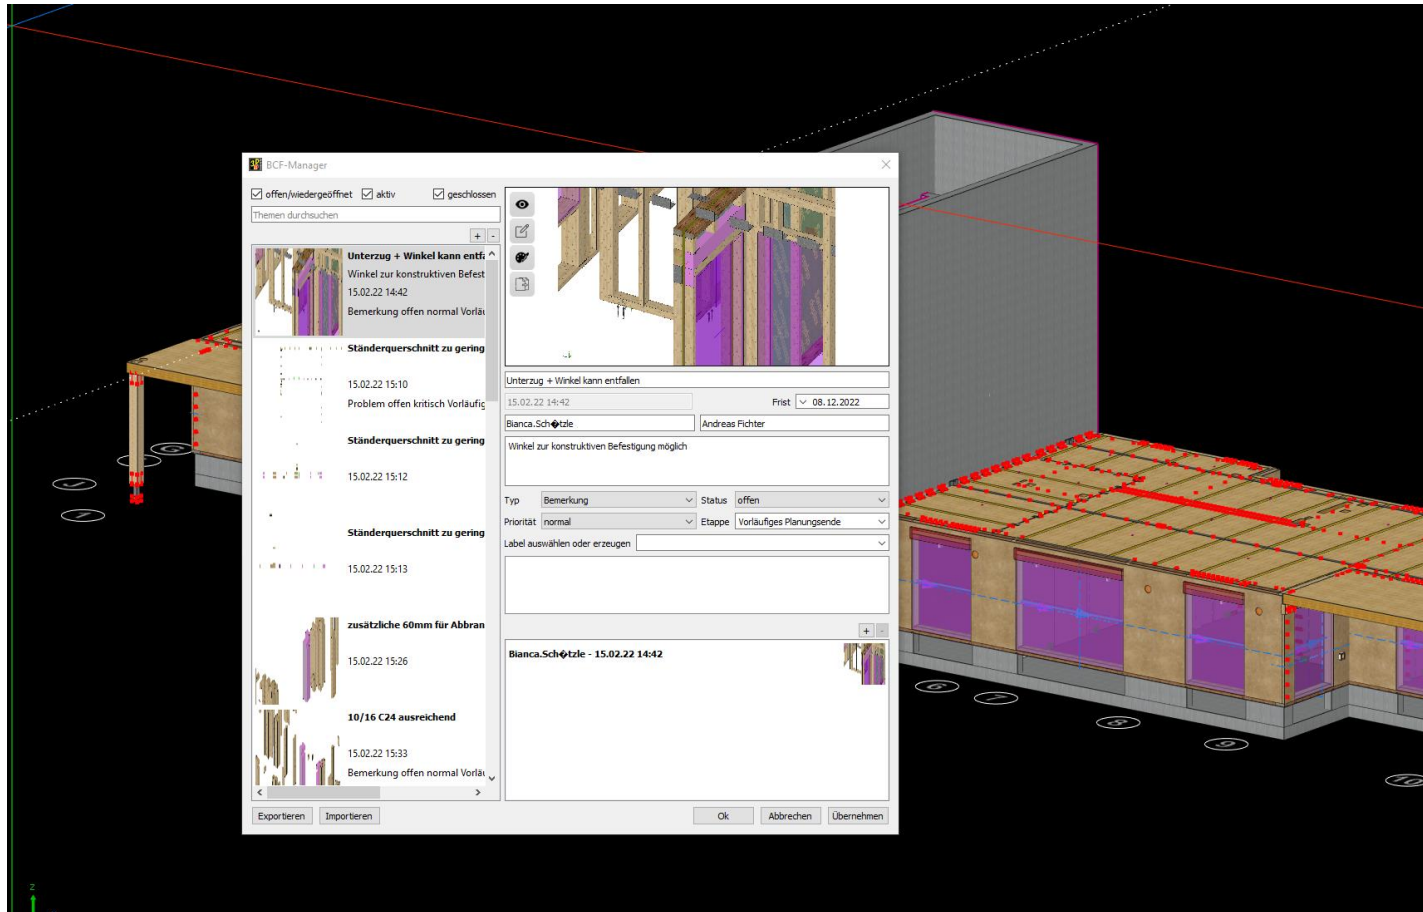 BCF-Manager
offen/wiedergeöffnet aktiv geschlossen
Themen durchsuchen
+ -
Unterzug + Winkel kann entfa
Winkel zur konstruktiven Befest
15.02.22 14:42
Bemerkung offen normal Vorläu
Ständerquerschnitt zu gering
15.02.22 15:10
Problem offen kritisch Vorläufig
Ständerquerschnitt zu gering
15.02.22 15:12
Ständerquerschnitt zu gering
15.02.22 15:13
zusätzliche 60mm für Abbran
15.02.22 15:26
10/16 C24 ausreichend
15.02.22 15:33
Bemerkung offen normal Vorläu
Exportieren Importieren
Unterzug + Winkel kann entfallen
15.02.22 14:42 Frist 08.12.2022
Bianca.Sch�tzle Andreas Fichter
Winkel zur konstruktiven Befestigung möglich
Typ Bemerkung Status offen
Priorität normal Etappe Vorläufiges Planungsende
Label auswählen oder erzeugen
+ -
Bianca.Sch�tzle - 15.02.22 14:42
Ok Abbrechen Übernehmen
G
J
1
6
7
8
9
10
z